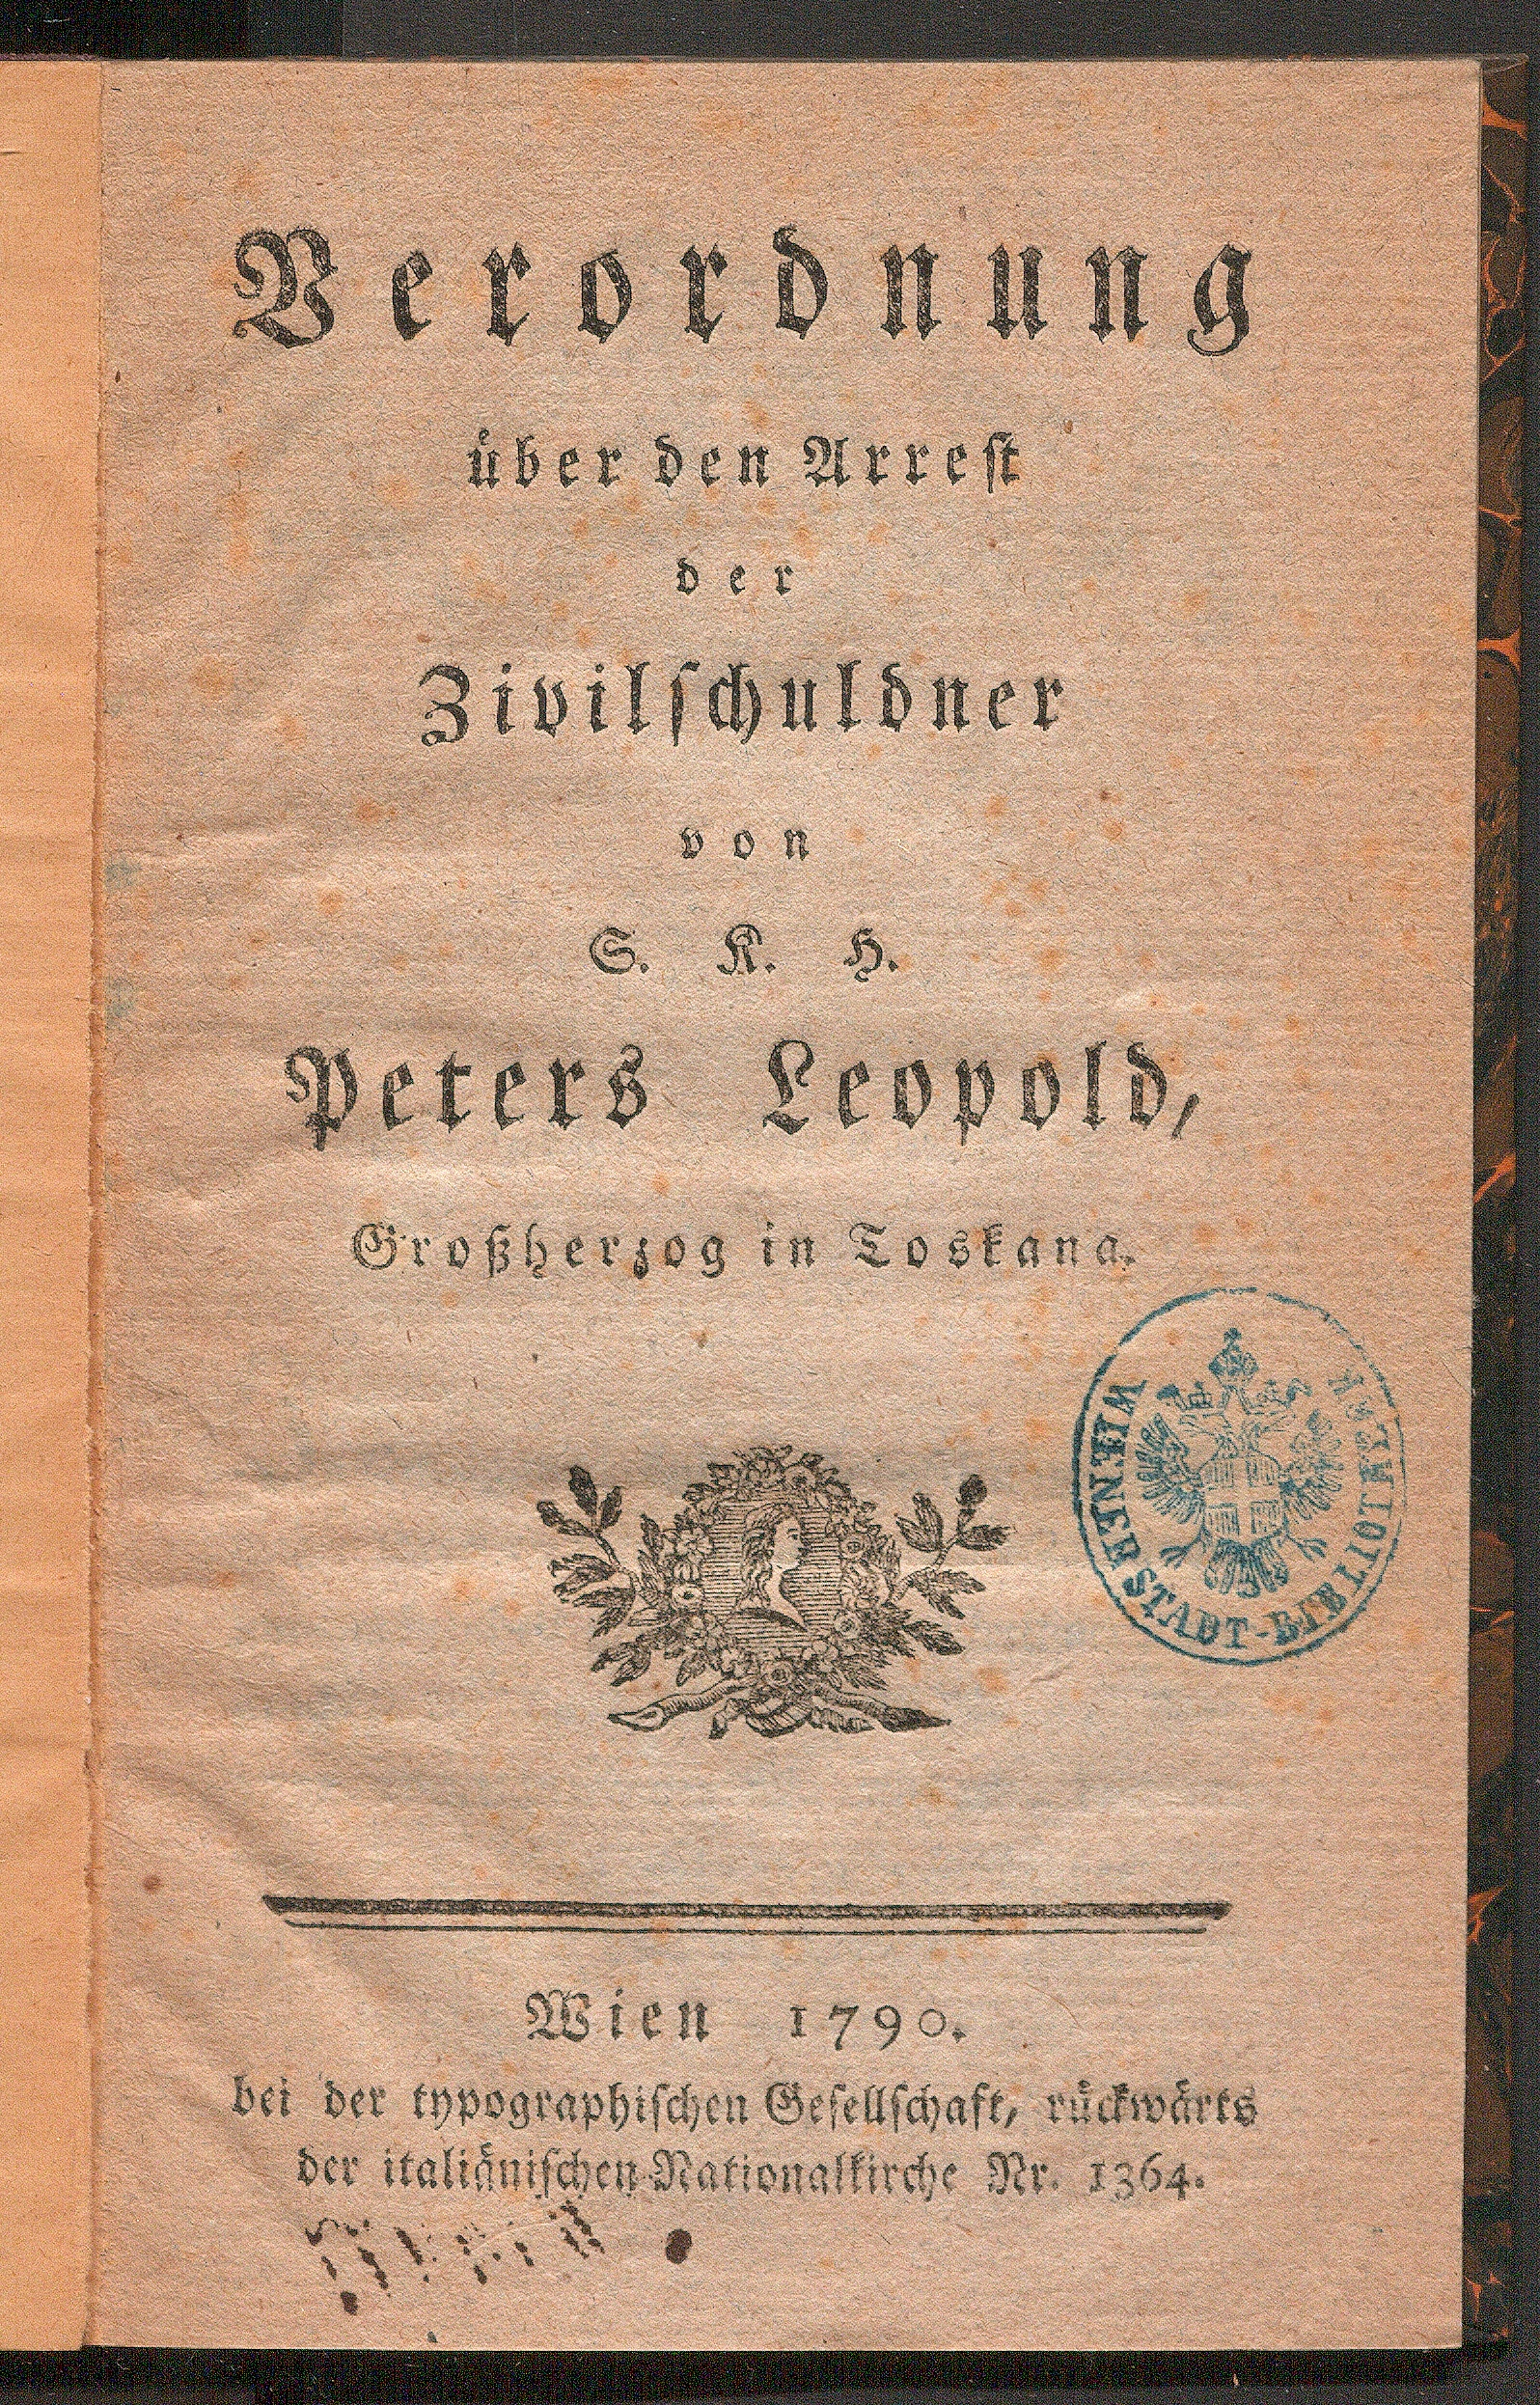 Verordnung
über den Arrest
der
Zivilschuldner
von
S. K. H.
Peters Leopold,
Großherzog in Toskana.
WIENER STADT-BIBLIOTHEK
Wien 1790.
bei der typographischen Gesellschaft, rückwärts
der italiänischen Nationalkirche Nr. 1364.